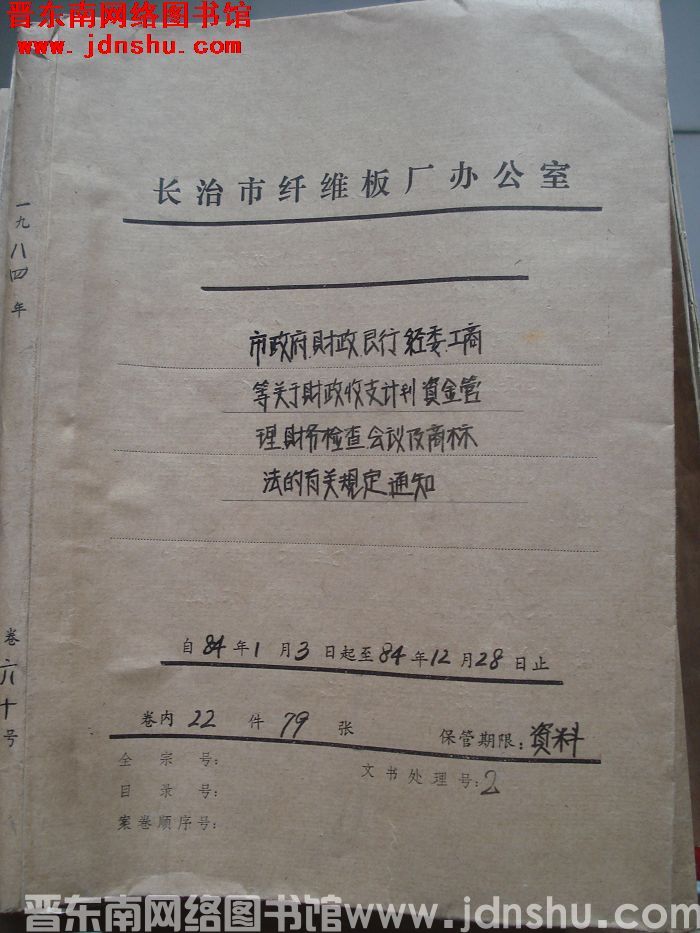 晋东南网络图书馆
www.jdnshu.com
长治市纤维板厂办公室
市政府财政民行经委工商
等关于财政收支计划资金管
理财务检查会议及商标
法的有关规定通知
自84年1月3日起至84年12月28日止
卷内22件79张 保管期限：资料
全宗号：
文书处理号：2
目录号：
案卷顺序号：
一九八四年
卷 十号
晋东南网络图书馆 www.jdnshu.com